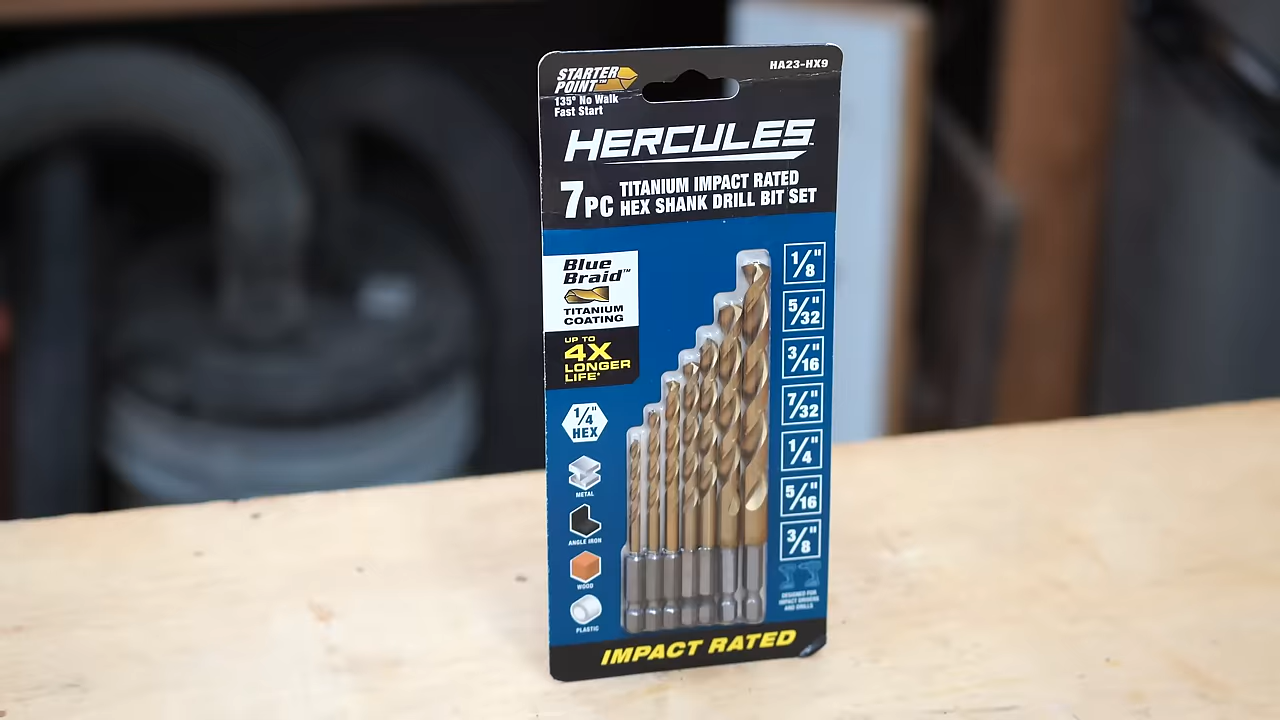 STARTER
POINT™
135° No Walk
Fast Start
HA23-HX9
HERCULES
7PC TITANIUM IMPACT RATED
HEX SHANK DRILL BIT SET
Blue
Braid™
TITANIUM
COATING
UP TO
4X
LONGER
LIFE*
1/4"
HEX
METAL
ANGLE IRON
WOOD
PLASTIC
1/8"
5/32"
3/16"
7/32"
1/4"
5/16"
3/8"
DESIGNED FOR
IMPACT DRIVERS
AND DRILLS
IMPACT RATED